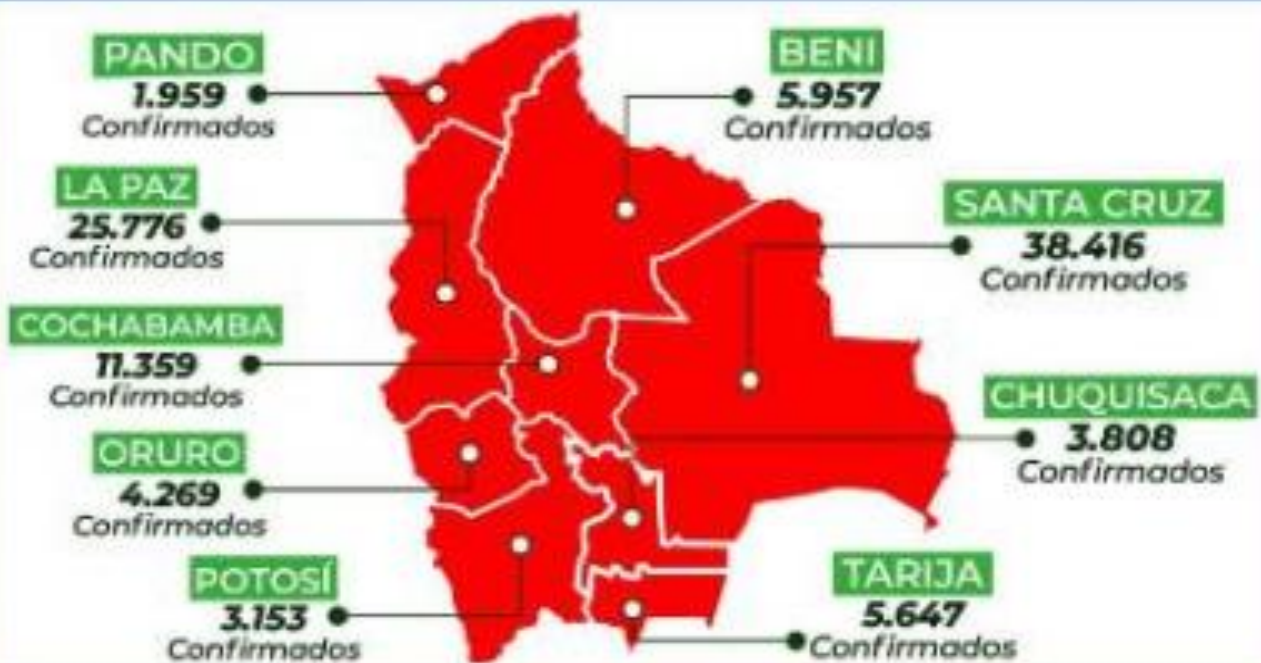 PANDO
1.959
Confirmados
BENI
5.957
Confirmados
LA PAZ
25.776
Confirmados
SANTA CRUZ
38.416
Confirmados
COCHABAMBA
11.359
Confirmados
CHUQUISACA
3.808
Confirmados
ORURO
4.269
Confirmados
POTOSÍ
3.153
Confirmados
TARIJA
5.647
Confirmados